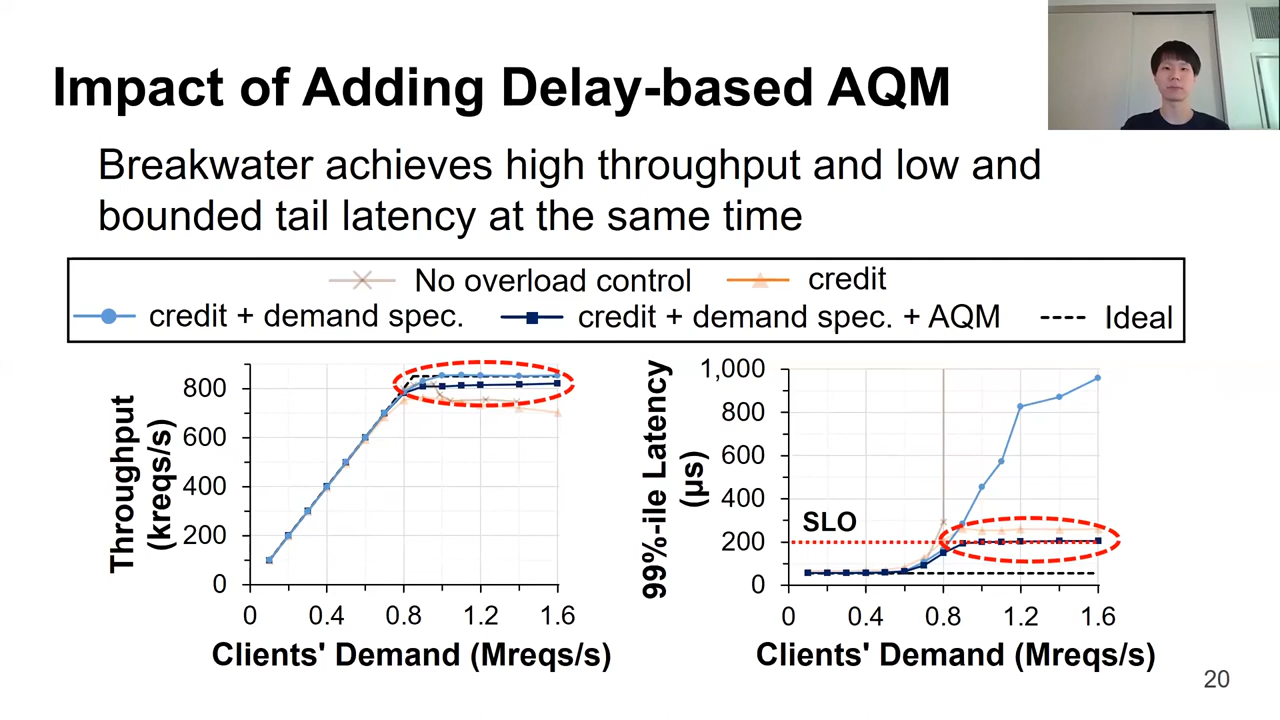 Impact of Adding Delay-based AQM
Breakwater achieves high throughput and low and
bounded tail latency at the same time
No overload control credit
credit + demand spec. credit + demand spec. + AQM Ideal
Throughput
(kreqs/s)
800
600
400
200
0
0 0.4 0.8 1.2 1.6
Clients' Demand (Mreqs/s)
99%-ile Latency
(μs)
1,000
800
600
400
200
0
SLO
0 0.4 0.8 1.2 1.6
Clients' Demand (Mreqs/s)
20